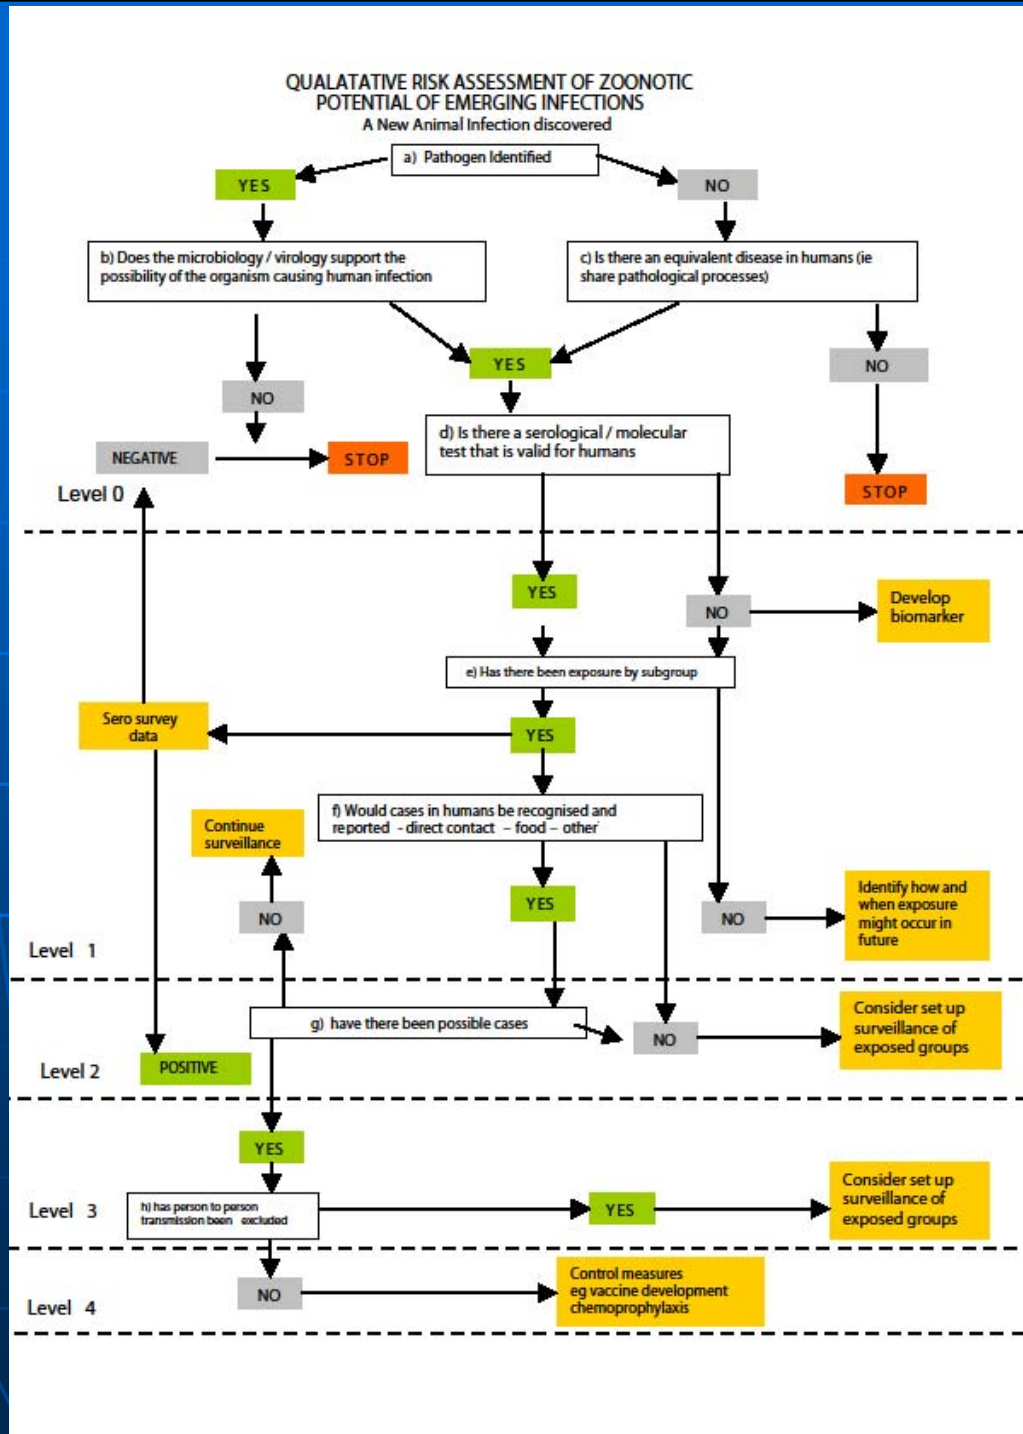 QUALATATIVE RISK ASSESSMENT OF ZOONOTIC
POTENTIAL OF EMERGING INFECTIONS
A New Animal Infection discovered
a) Pathogen Identified
YES
NO
b) Does the microbiology / virology support the
possibility of the organism causing human infection
c) Is there an equivalent disease in humans (ie
share pathological processes)
YES
NO
NO
d) Is there a serological / molecular
test that is valid for humans
NEGATIVE
STOP
STOP
Level 0
YES
NO
Develop
biomarker
e) Has there been exposure by subgroup
Sero survey
data
YES
f) Would cases in humans be recognised and
reported - direct contact – food – other
Continue
surveillance
YES
NO
NO
Identify how and
when exposure
might occur in
future
Level 1
g) have there been possible cases
NO
Consider set up
surveillance of
exposed groups
POSITIVE
Level 2
YES
h) has person to person
transmission been excluded
YES
Consider set up
surveillance of
exposed groups
Level 3
NO
Control measures
eg vaccine development
chemoprophylaxis
Level 4